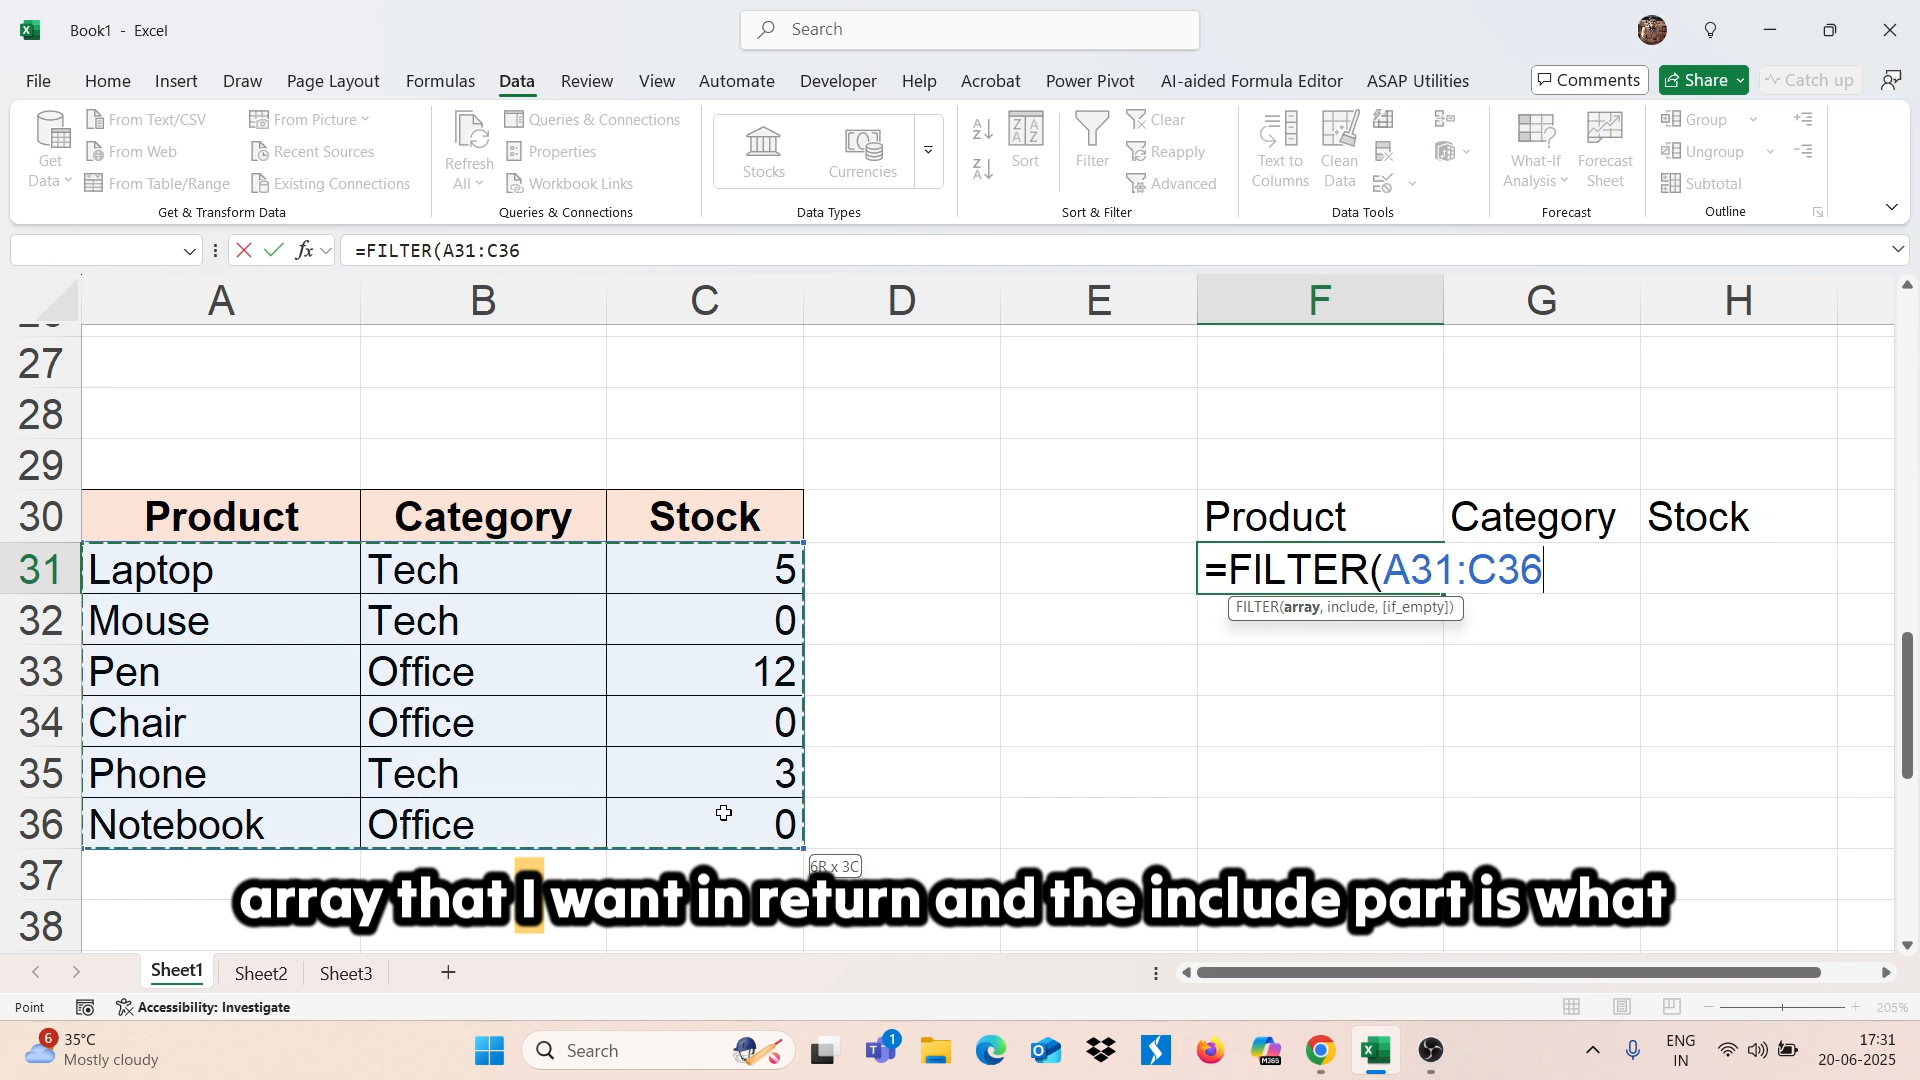 Book1 - Excel
Search
File Home Insert Draw Page Layout Formulas Data Review View Automate Developer Help Acrobat Power Pivot AI-aided Formula Editor ASAP Utilities
Comments Share Catch up
Get Data
From Text/CSV
From Web
From Table/Range
From Picture
Recent Sources
Existing Connections
Get & Transform Data
Refresh All
Queries & Connections
Properties
Workbook Links
Queries & Connections
Stocks
Currencies
Data Types
Sort
Filter
Clear
Reapply
Advanced
Sort & Filter
Text to Columns
Clean Data
Data Tools
What-If Analysis
Forecast Sheet
Forecast
Group
Ungroup
Subtotal
Outline
fx
=FILTER(A31:C36
A B C D E F G H
27
28
29
30 Product Category Stock Product Category Stock
31 Laptop Tech 5 =FILTER(A31:C36
FILTER(array, include, [if_empty])
32 Mouse Tech 0
33 Pen Office 12
34 Chair Office 0
35 Phone Tech 3
36 Notebook Office 0
37
6R x 3C
array that I want in return and the include part is what
38
Sheet1 Sheet2 Sheet3
Point
Accessibility: Investigate
205%
6
35°C
Mostly cloudy
Search
1
M365
ENG
IN
17:31
20-06-2025